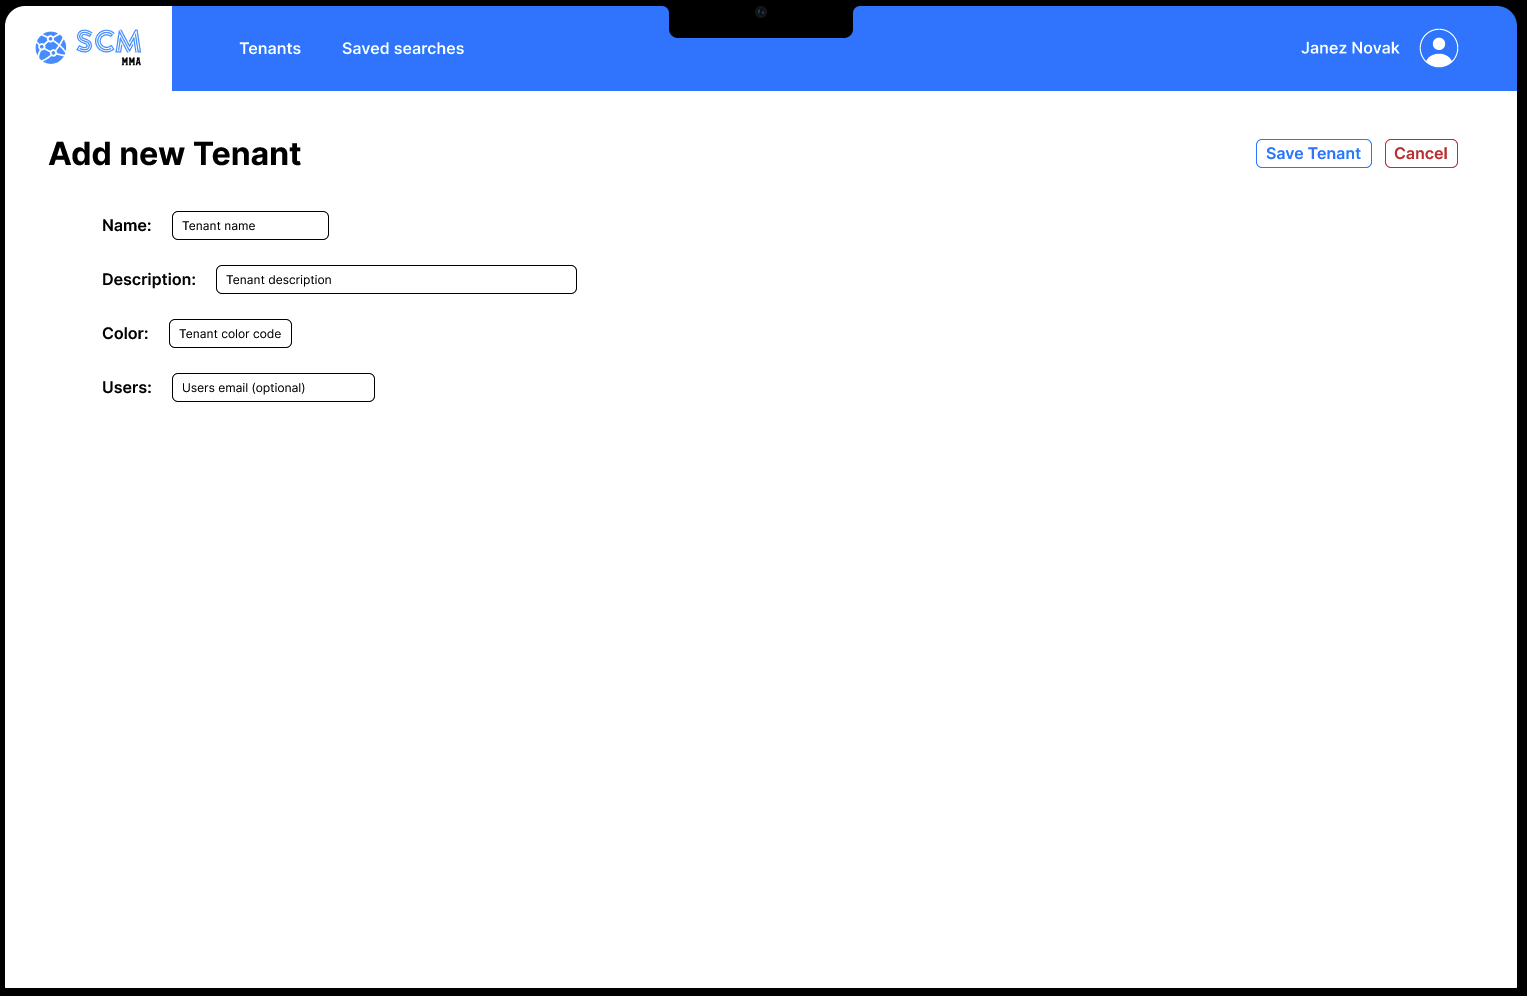 SCM
MMA
Tenants Saved searches
Janez Novak
Add new Tenant
Save Tenant Cancel
Name: Tenant name
Description: Tenant description
Color: Tenant color code
Users: Users email (optional)